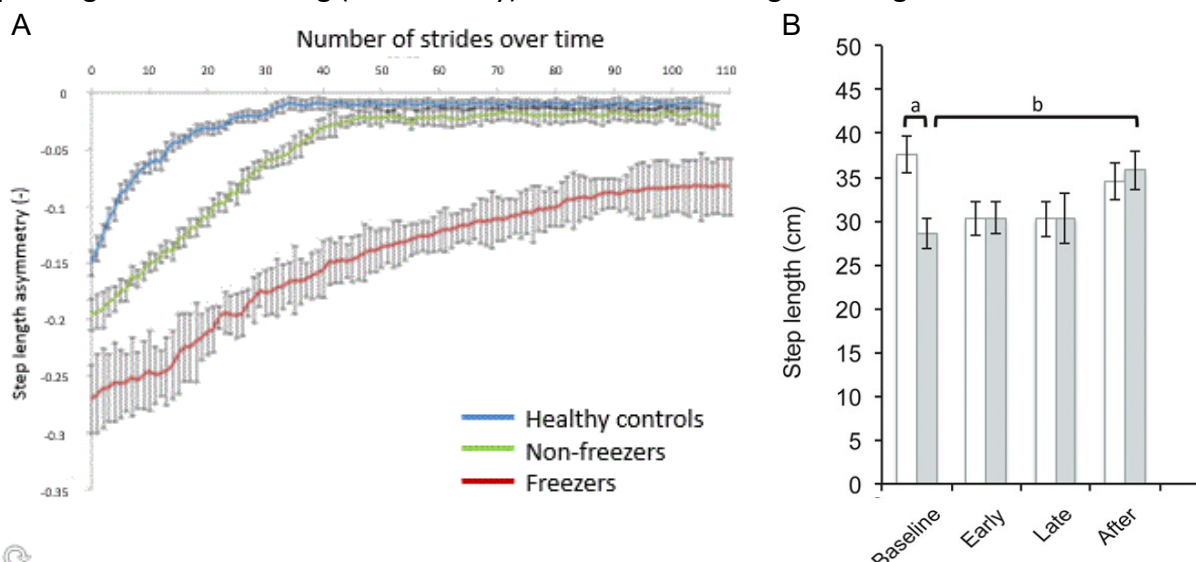 A
Number of strides over time
0 10 20 30 40 50 60 70 80 90 100 110
0
-0.05
-0.1
-0.15
-0.2
-0.25
-0.3
-0.35
Step length asymmetry (-)
Healthy controls
Non-freezers
Freezers
B
50
45
40
35
30
25
20
15
10
5
0
Step length (cm)
a
b
Baseline
Early
Late
After